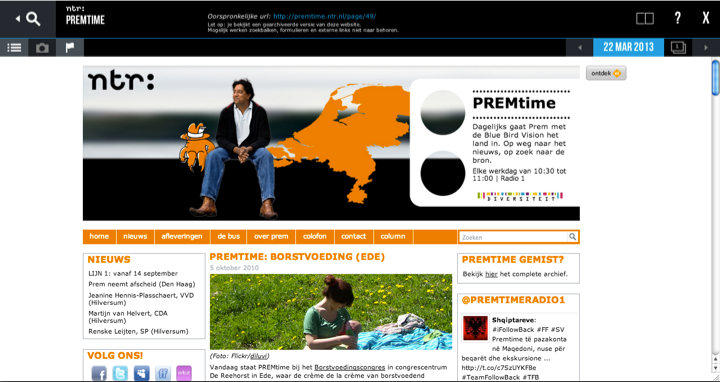 ntr:
PREMTIME
Oorspronkelijke url: http://premtime.ntr.nl/page/49/
Let op: je bekijkt een gearchiveerde versie van deze website.
Mogelijk werken zoekbalken, formulieren en externe links niet naar behoren.
?
X
22 MAR 2013
1
ntr:
ontdek
PREMtime
Dagelijks gaat Prem met
de Blue Bird Vision het
land in. Op weg naar het
nieuws, op zoek naar de
bron.
Elke werkdag van 10:30 tot
11:00 | Radio 1
DIVERSITEIT
home
nieuws
afleveringen
de bus
over prem
colofon
contact
column
Zoeken
NIEUWS
LIJN 1: vanaf 14 september
Prem neemt afscheid (Den Haag)
Jeanine Hennis-Plasschaert, VVD
(Hilversum)
Martijn van Helvert, CDA
(Hilversum)
Renske Leijten, SP (Hilversum)
VOLG ONS!
PREMTIME: BORSTVOEDING (EDE)
5 oktober 2010
(Foto: Flickr/diluvi)
Vandaag staat PREMtime bij het Borstvoedingscongres in congrescentrum
De Reehorst in Ede, waar de crème de la crème van borstvoedend
PREMTIME GEMIST?
Bekijk hier het complete archief.
@PREMTIMERADIO1
Shqiptareve:
#iFollowBack #FF #SV
Premtime të pazakonta
në Maqedoni, nuse për
beqarët dhe ekskursione ...
http://t.co/c7SzUYKFBe
#TeamFollowBack #TFB